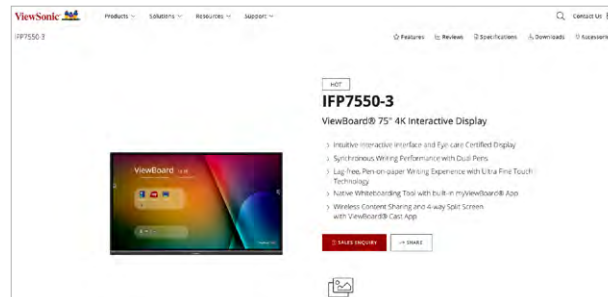 ViewSonic
Products Solutions Resources Support
Contact Us
IFP7550-3
Features Reviews Specifications Downloads Accessories
HOT
IFP7550-3
ViewBoard® 75" 4K Interactive Display
Intuitive Interactive Interface and Eye-care Certified Display
Synchronous Writing Performance with Dual Pens
Lag-free, Pen-on-paper Writing Experience with Ultra Fine Touch
Technology
Native Whiteboarding Tool with built-in myViewBoard® App
Wireless Content Sharing and 4-way Split Screen
with ViewBoard® Cast App
ViewBoard
SALES ENQUIRY SHARE